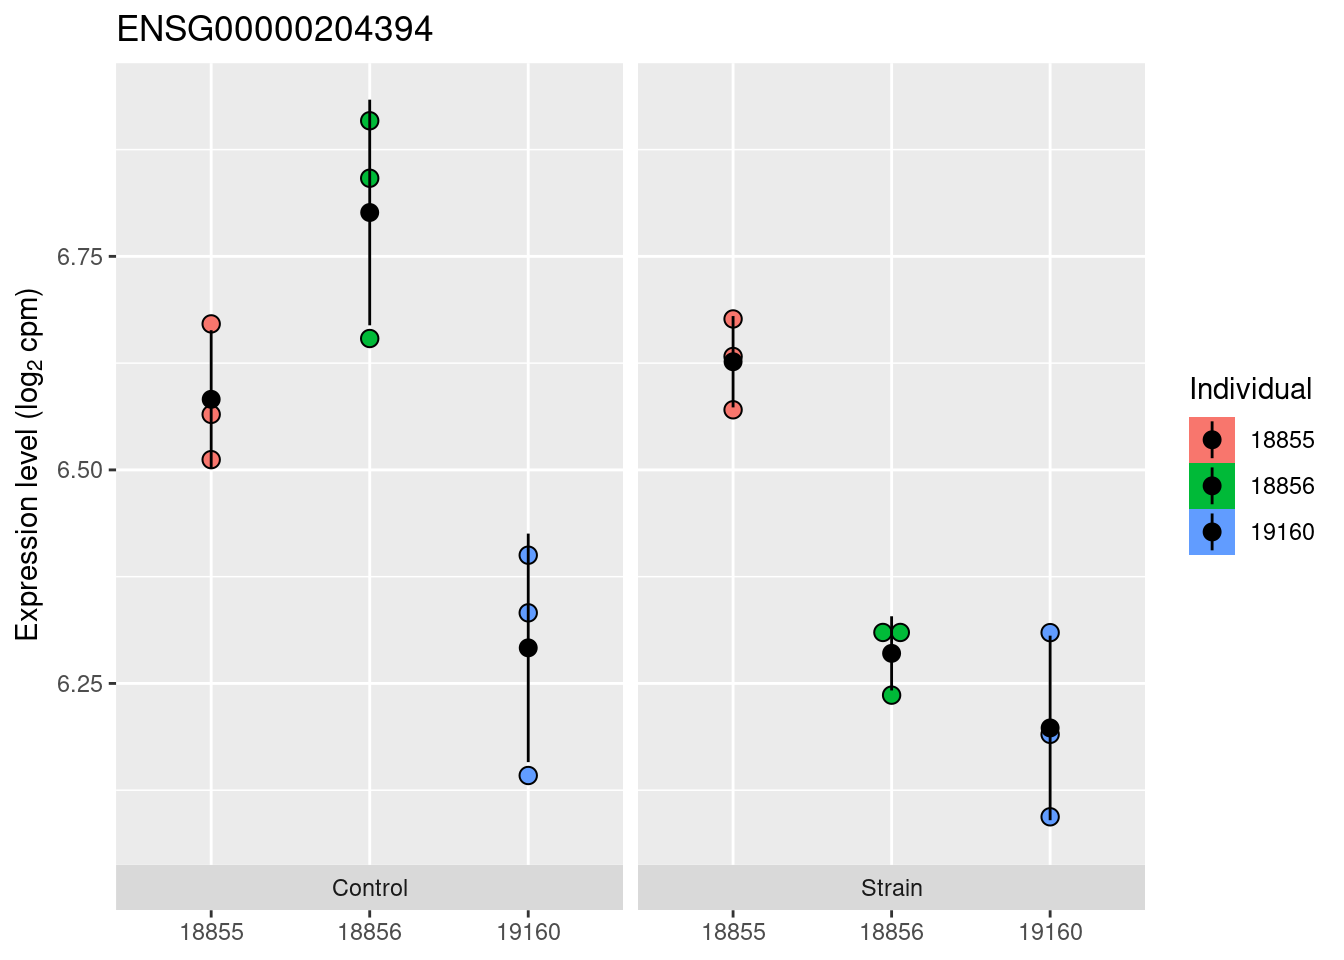 ENSG00000204394
Expression level (log₂ cpm)
6.75
6.50
6.25
Control
Strain
18855
18856
19160
18855
18856
19160
Individual
18855
18856
19160